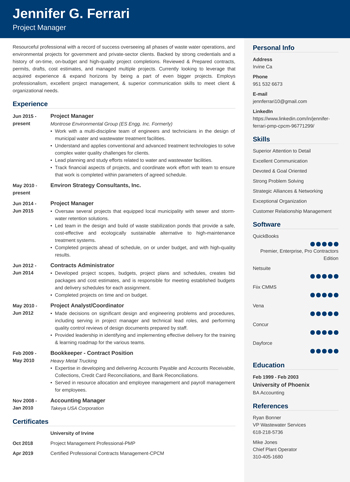 Jennifer G. Ferrari
Project Manager
Resourceful professional with a record of success overseeing all phases of waste water operations, and
environmental projects for government and private-sector clients. Backed by strong credentials and a
history of on-time, on-budget and high-quality project completions. Reviewed & Prepared contracts,
permits, drafts, cost estimates, and managed multiple projects. Currently looking to leverage that
acquired experience & expand horizons by being a part of even bigger projects. Employs
professionalism, excellent project management, & superior communication skills to meet client &
organizational needs.
Experience
Jun 2015 -
present
Project Manager
Montrose Environmental Group (ES Engg. Inc. Formerly)
• Work with a multi-discipline team of engineers and technicians in the design of
municipal water and wastewater treatment facilities.
• Understand and applies conventional and advanced treatment technologies to solve
complex water quality challenges for clients.
• Lead planning and study efforts related to water and wastewater facilities.
• Track financial aspects of projects, and coordinate work effort with team to ensure
that work is completed within parameters of agreed schedule.
May 2010 -
present
Environ Strategy Consultants, Inc.
Jun 2014 -
Jun 2015
Project Manager
• Oversaw several projects that equipped local municipality with sewer and storm-
water retention solutions.
• Led team in the design and build of waste stabilization ponds that provide a safe,
cost-effective and ecologically sustainable alternative to high-maintenance
treatment systems.
• Completed projects ahead of schedule, on or under budget, and with high-quality
results.
Jun 2012 -
Jun 2014
Contracts Administrator
• Developed project scopes, budgets, project plans and schedules, creates bid
packages and cost estimates, and is responsible for meeting established budgets
and delivery schedules for each assignment.
• Completed projects on time and on budget.
May 2010 -
Jun 2012
Project Analyst/Coordinator
• Made decisions on significant design and engineering problems and procedures,
including serving in project manager and technical lead roles, and performing
quality control reviews of design documents prepared by staff.
• Provided leadership in identifying and implementing effective delivery for the training
& learning roadmap for the various teams.
Feb 2009 -
May 2010
Bookkeeper - Contract Position
Heavy Metal Trucking
• Expertise in developing and delivering Accounts Payable and Accounts Receivable,
Collections, Credit Card Reconciliations, and Bank Reconciliations.
• Served in resource allocation and employee management and payroll management
for employees.
Nov 2008 -
Jan 2010
Accounting Manager
Takeya USA Corporation
Certificates
University of Irvine
Oct 2018
Project Management Professional-PMP
Apr 2019
Certified Professional Contracts Management-CPCM
Personal Info
Address
Irvine Ca
Phone
951 532 6673
E-mail
jennferrari10@gmail.com
LinkedIn
https://www.linkedin.com/in/jennifer-
ferrari-pmp-cpcm-96771299/
Skills
Superior Attention to Detail
Excellent Communication
Devoted & Goal Oriented
Strong Problem Solving
Strategic Alliances & Networking
Exceptional Organization
Customer Relationship Management
Software
QuickBooks
Premier, Enterprise, Pro Contractors
Edition
Netsuite
Fiix CMMS
Vena
Concur
Dayforce
Education
Feb 1999 - Feb 2003
University of Phoenix
BA Accounting
References
Ryan Bonner
VP Wastewater Services
618-218-5736
Mike Jones
Chief Plant Operator
310-405-1680